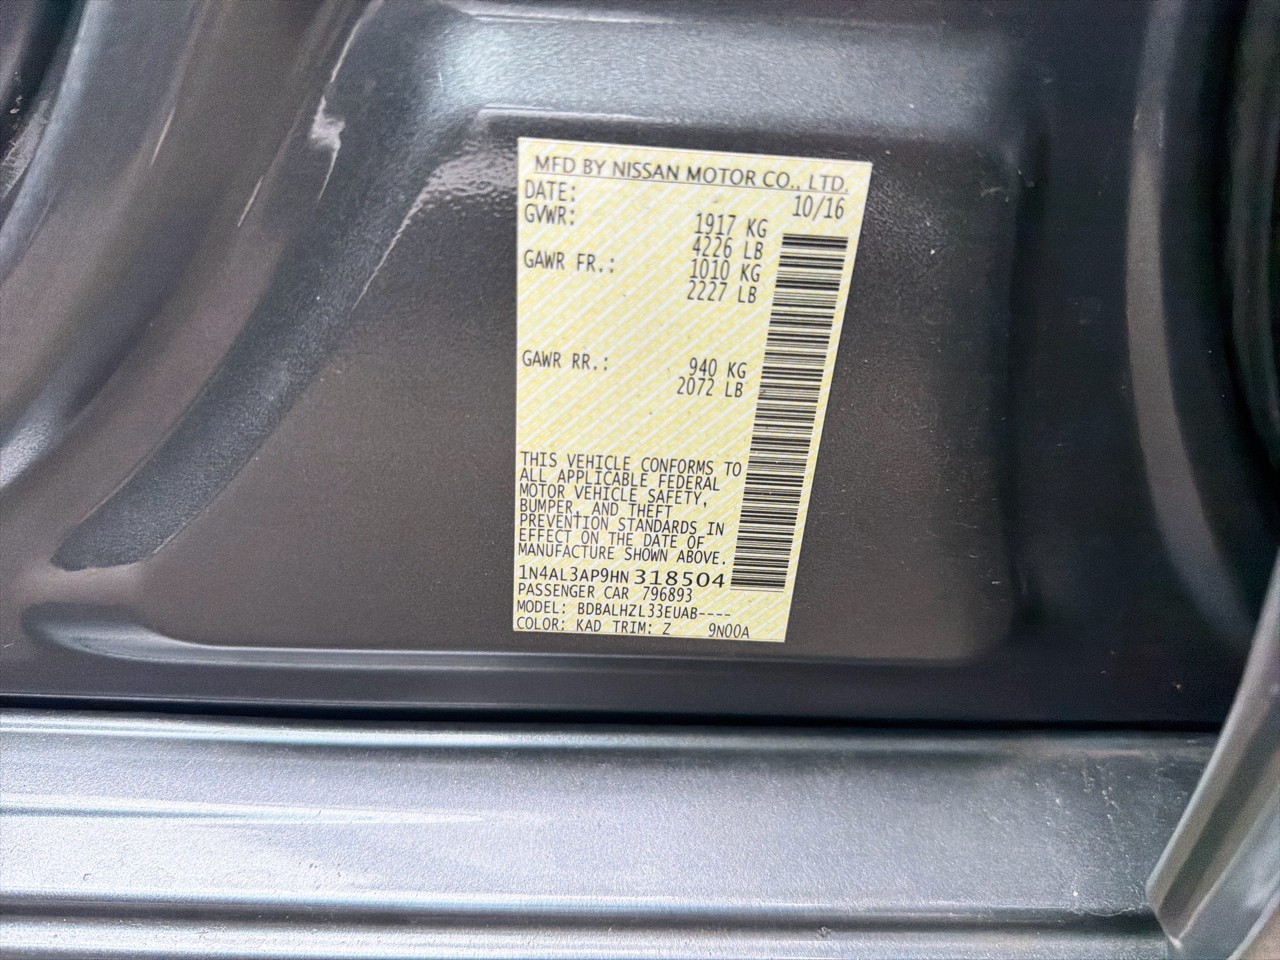 MFD BY NISSAN MOTOR CO., LTD.
DATE: 10/16
GVWR: 1917 KG
4226 LB
GAWR FR.: 1010 KG
2227 LB
GAWR RR.: 940 KG
2072 LB
THIS VEHICLE CONFORMS TO
ALL APPLICABLE FEDERAL
MOTOR VEHICLE SAFETY,
BUMPER, AND THEFT
PREVENTION STANDARDS IN
EFFECT ON THE DATE OF
MANUFACTURE SHOWN ABOVE.
1N4AL3AP9HN318504
PASSENGER CAR 796893
MODEL: BDBALHZL33EUAB----
COLOR: KAD TRIM: Z 9N00A